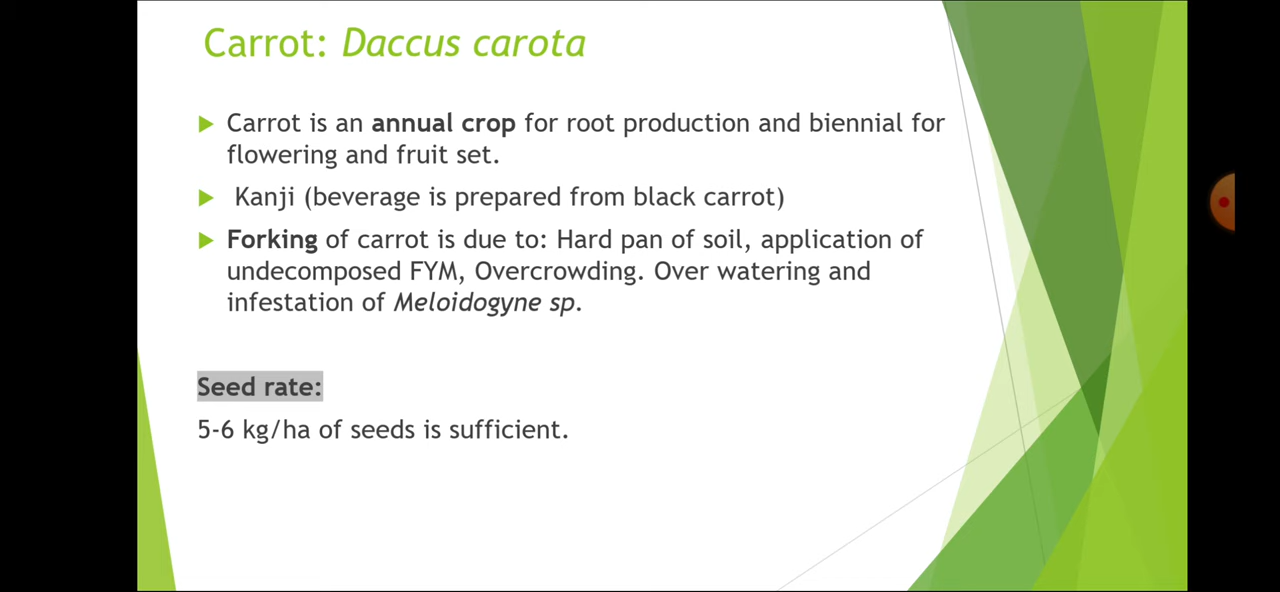 Carrot: Daccus carota
Carrot is an annual crop for root production and biennial for
flowering and fruit set.
Kanji (beverage is prepared from black carrot)
Forking of carrot is due to: Hard pan of soil, application of
undecomposed FYM, Overcrowding. Over watering and
infestation of Meloidogyne sp.
Seed rate:
5-6 kg/ha of seeds is sufficient.